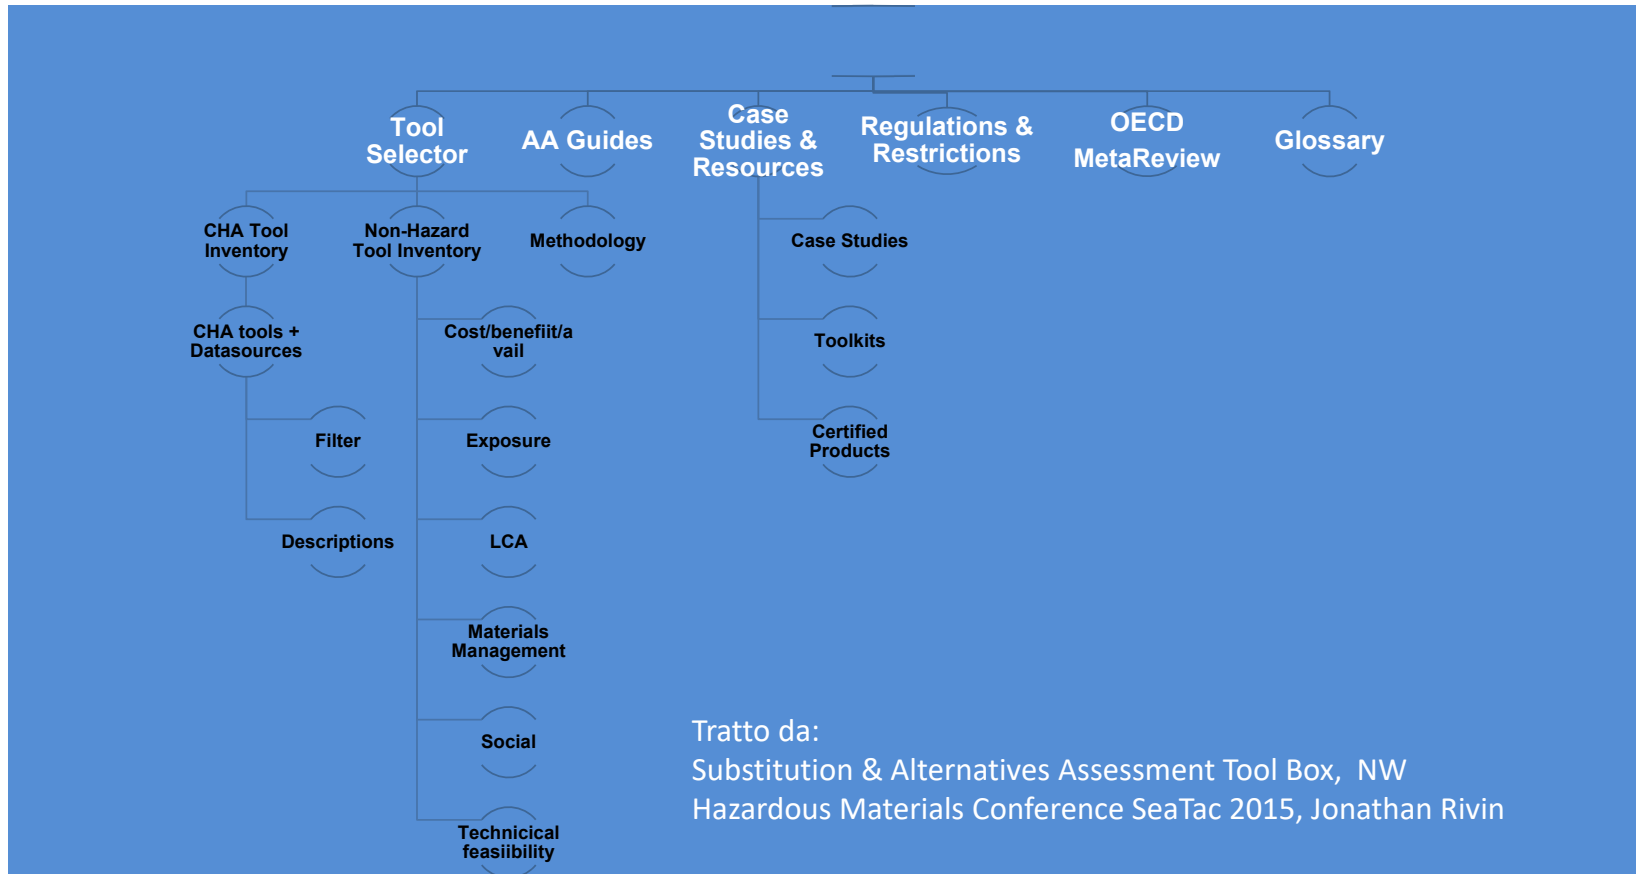 Tool
Selector
AA Guides
Case
Studies &
Resources
Regulations &
Restrictions
OECD
MetaReview
Glossary
CHA Tool
Inventory
Non-Hazard
Tool Inventory
Methodology
Case Studies
CHA tools +
Datasources
Cost/benefiit/a
vail
Toolkits
Filter
Exposure
Certified
Products
Descriptions
LCA
Materials
Management
Social
Technicical
feasiibility
Tratto da:
Substitution & Alternatives Assessment Tool Box, NW
Hazardous Materials Conference SeaTac 2015, Jonathan Rivin